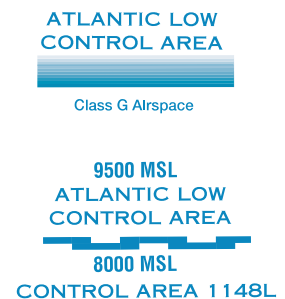 ATLANTIC LOW
CONTROL AREA
Class G AIrspace
9500 MSL
ATLANTIC LOW
CONTROL AREA
8000 MSL
CONTROL AREA 1148L